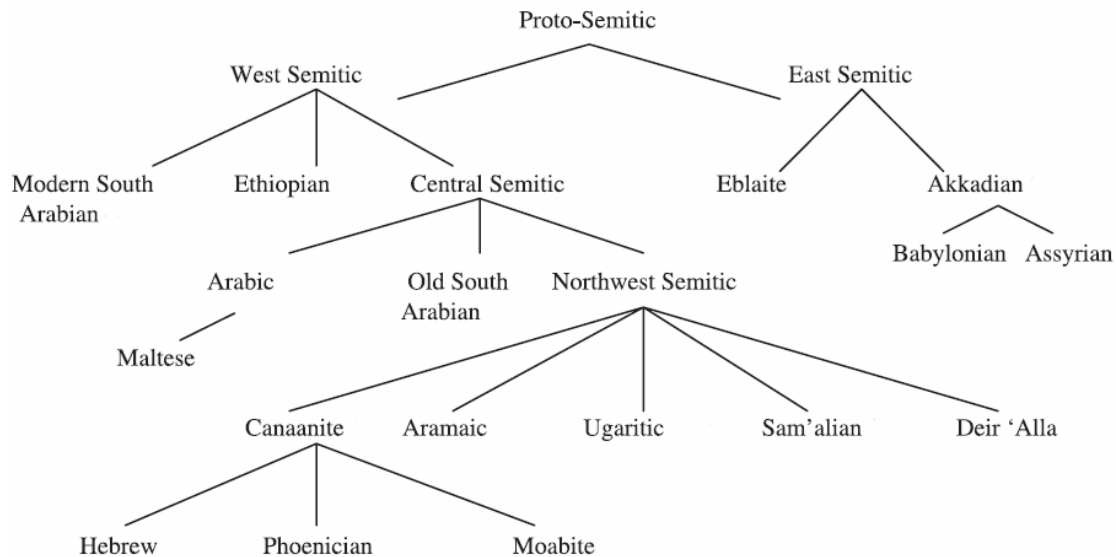 Proto-Semitic
West Semitic
East Semitic
Modern South
Arabian
Ethiopian
Central Semitic
Eblaite
Akkadian
Babylonian
Assyrian
Arabic
Old South
Arabian
Northwest Semitic
Maltese
Canaanite
Aramaic
Ugaritic
Sam’alian
Deir ‘Alla
Hebrew
Phoenician
Moabite